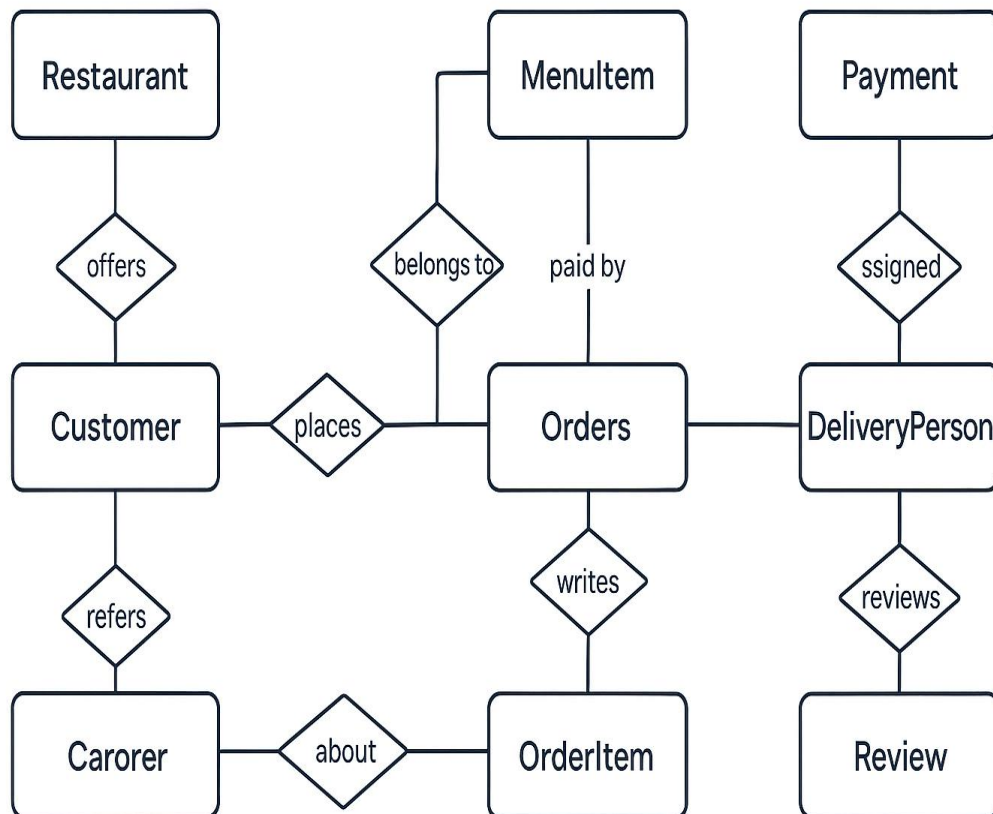 Restaurant
MenuItem
Payment
offers
belongs to
paid by
ssigned
Customer
places
Orders
DeliveryPerson
refers
writes
reviews
Carorer
about
OrderItem
Review